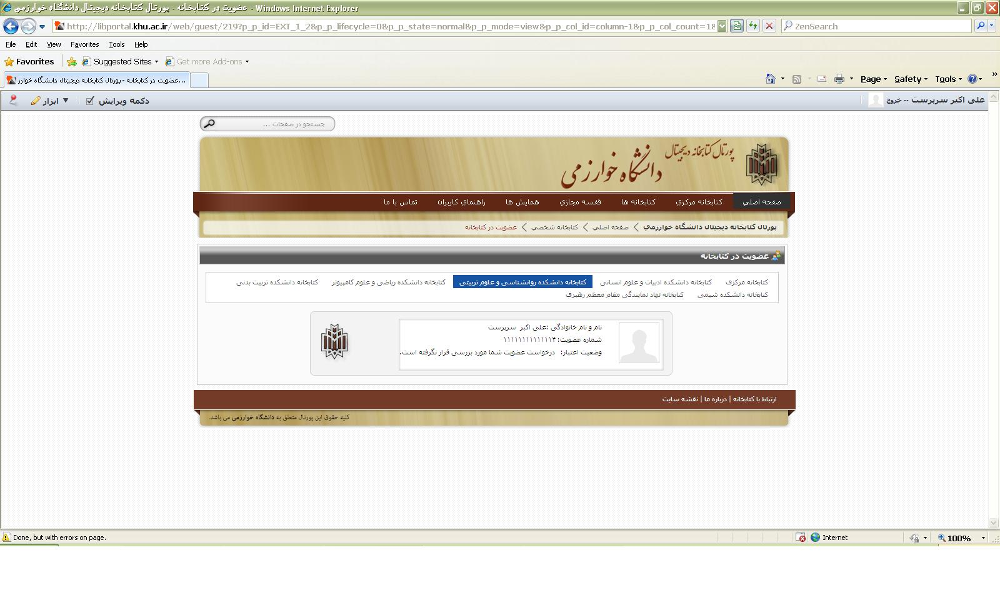 عضویت در کتابخانه - پورتال کتابخانه دیجیتال دانشگاه خوارزمی - Windows Internet Explorer
http://libportal.khu.ac.ir/web/guest/219?p_p_id=EXT_1_2&p_p_lifecycle=0&p_p_state=normal&p_p_mode=view&p_p_col_id=column-1&p_p_col_count=18
ZenSearch
File Edit View Favorites Tools Help
Favorites Suggested Sites Get more Add-ons
عضویت در کتابخانه - پورتال کتابخانه دیجیتال دانشگاه خوارز...
Page Safety Tools
علی اکبر سرپرست -- خروج
دکمه ویرایش ابزار
جستجو در صفحات ...
پورتال کتابخانه دیجیتال
دانشگاه خوارزمی
صفحه اصلي کتابخانه مرکزي کتابخانه ها قفسه مجازي همایش ها راهنماي کاربران تماس با ما
پورتال کتابخانه دیجیتال دانشگاه خوارزمي صفحه اصلي کتابخانه شخصي عضویت در کتابخانه
عضویت در کتابخانه
کتابخانه مرکزی کتابخانه دانشکده ادبیات و علوم انسانی کتابخانه دانشکده روانشناسی و علوم تربیتی کتابخانه دانشکده ریاضی و علوم کامپیوتر کتابخانه دانشکده تربیت بدنی
کتابخانه دانشکده شیمی کتابخانه نهاد نمایندگی مقام معظم رهبری
نام و نام خانوادگی :علی اکبر سرپرست
شماره عضویت: ۱۱۱۱۱۱۱۱۱۱۱۱۱۴
وضعیت اعتبار: درخواست عضویت شما مورد بررسی قرار نگرفته است.
ارتباط با کتابخانه | درباره ما | نقشه سایت
کلیه حقوق این پورتال متعلق به دانشگاه خوارزمی می باشد.
Done, but with errors on page.
Internet
100%